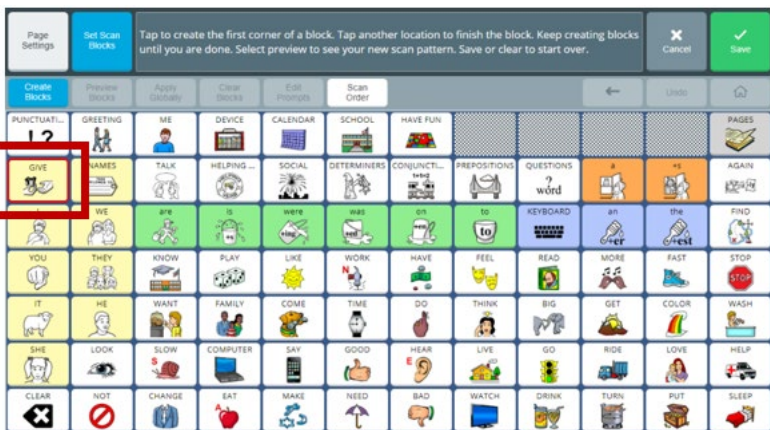 Page Settings
Set Scan Blocks
Tap to create the first corner of a block. Tap another location to finish the block. Keep creating blocks
until you are done. Select preview to see your new scan pattern. Save or clear to start over.
Cancel
Save
Create Blocks
Preview Blocks
Apply Globally
Clear Blocks
Edit Prompts
Scan Order
Undo
PUNCTUATI... GREETING ME DEVICE CALENDAR SCHOOL HAVE FUN PAGES
! ?
GIVE NAMES TALK HELPING ... SOCIAL DETERMINERS CONJUNCTI... PREPOSITIONS QUESTIONS a +s AGAIN
1+1=2
? word
I WE are is were was on to KEYBOARD an the FIND
+ing
to
+er
+est
YOU THEY KNOW PLAY LIKE WORK HAVE FEEL READ MORE FAST STOP
N
STOP
IT HE WANT FAMILY COME TIME DO THINK BIG GET COLOR WASH
SHE LOOK SLOW COMPUTER SAY GOOD HEAR LIVE GO RIDE LOVE HELP
S
E
CLEAR NOT CHANGE EAT MAKE NEED BAD WATCH DRINK TURN PUT SLEEP
A